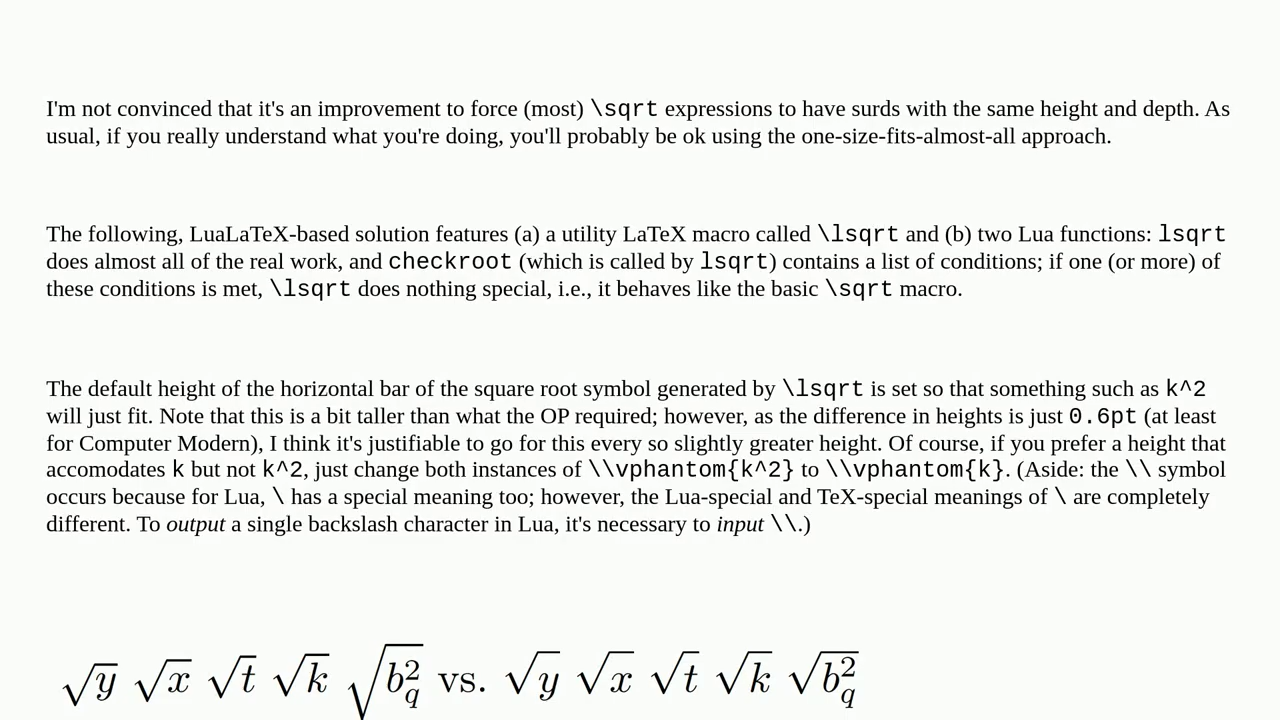 I'm not convinced that it's an improvement to force (most) \sqrt expressions to have surds with the same height and depth. As
usual, if you really understand what you're doing, you'll probably be ok using the one-size-fits-almost-all approach.
The following, LuaLaTeX-based solution features (a) a utility LaTeX macro called \lsqrt and (b) two Lua functions: lsqrt
does almost all of the real work, and checkroot (which is called by lsqrt) contains a list of conditions; if one (or more) of
these conditions is met, \lsqrt does nothing special, i.e., it behaves like the basic \sqrt macro.
The default height of the horizontal bar of the square root symbol generated by \lsqrt is set so that something such as k^2
will just fit. Note that this is a bit taller than what the OP required; however, as the difference in heights is just 0.6pt (at least
for Computer Modern), I think it's justifiable to go for this every so slightly greater height. Of course, if you prefer a height that
accomodates k but not k^2, just change both instances of \\vphantom{k^2} to \\vphantom{k}. (Aside: the \\ symbol
occurs because for Lua, \ has a special meaning too; however, the Lua-special and TeX-special meanings of \ are completely
different. To output a single backslash character in Lua, it's necessary to input \\.)
√y √x √t √k √b_q^2 vs. √y √x √t √k √b_q^2